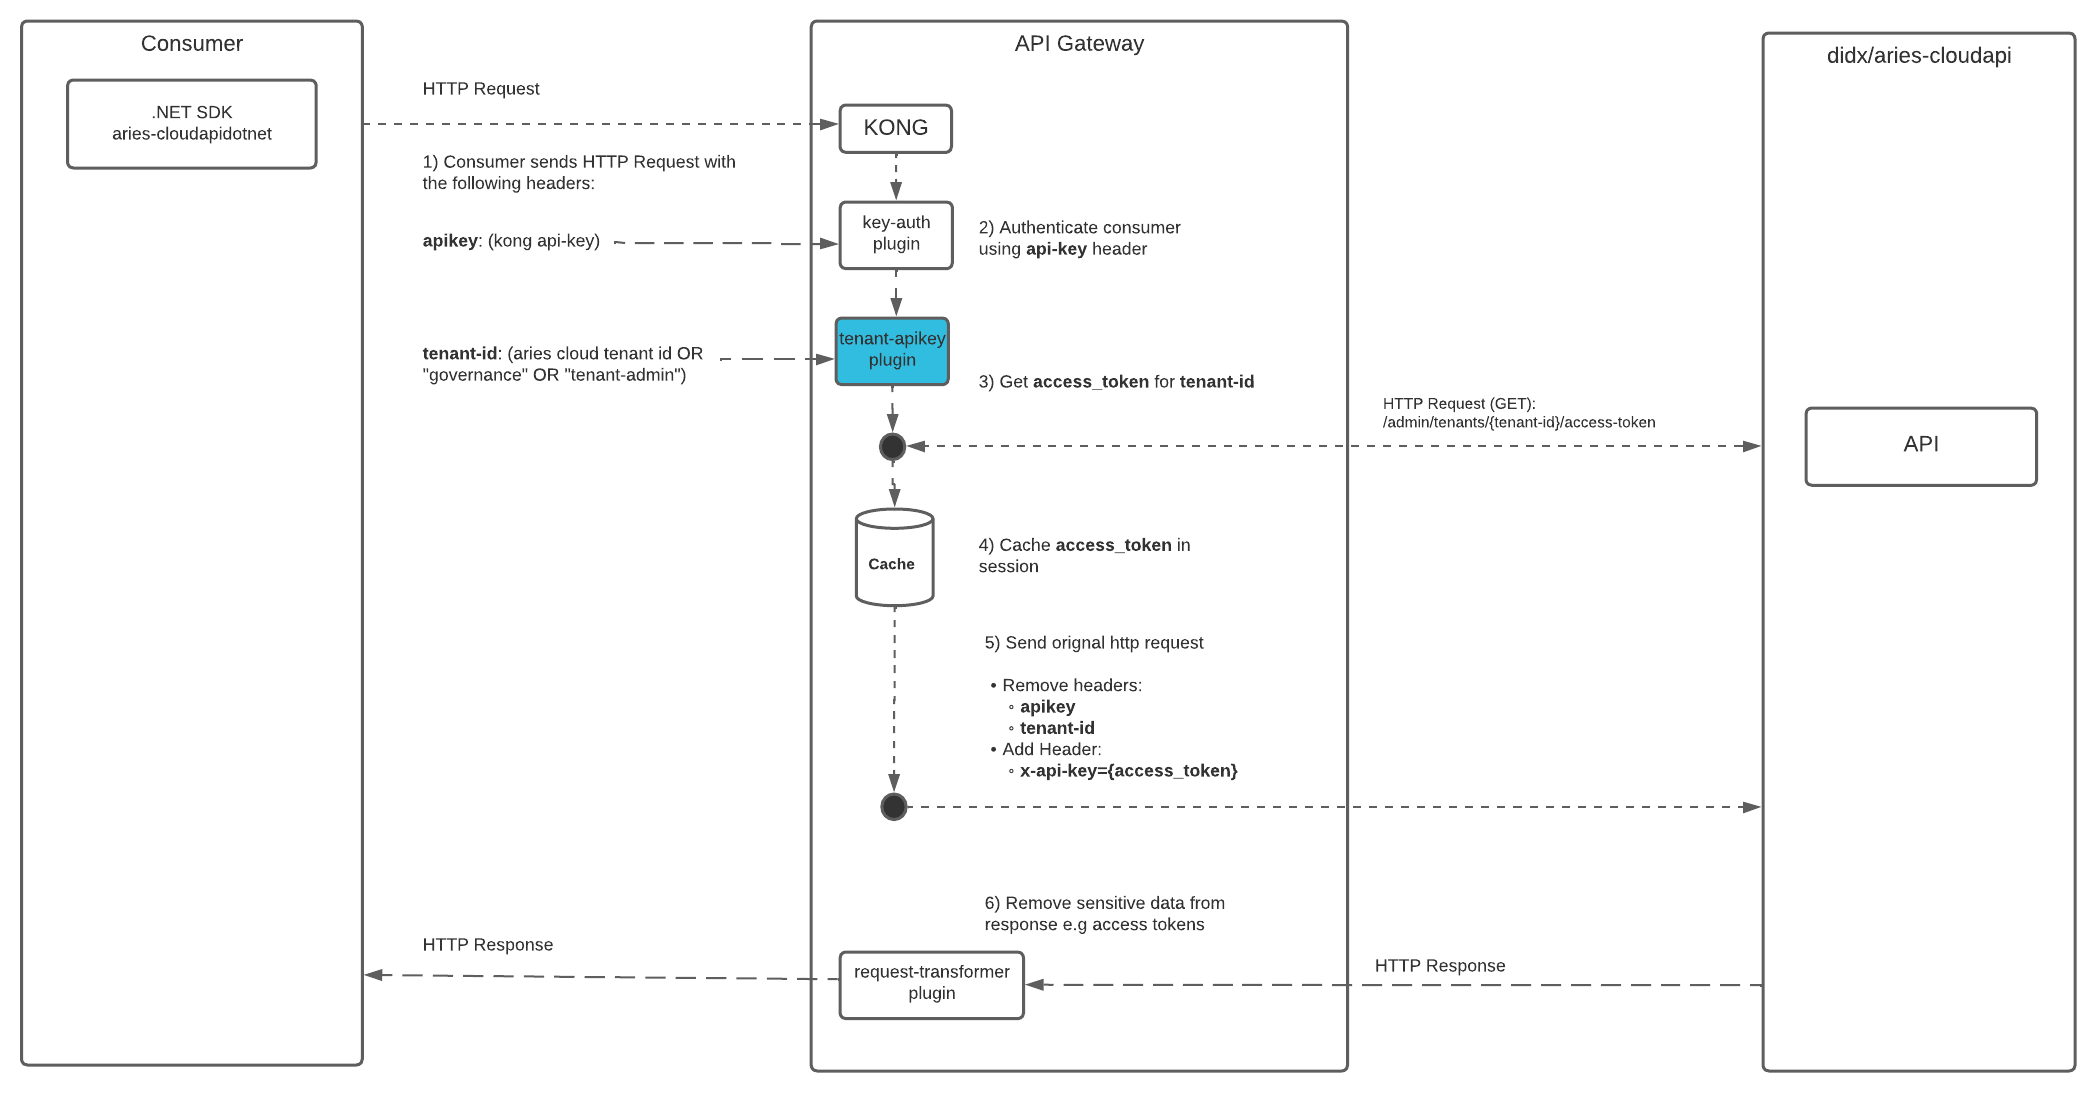 Consumer
API Gateway
didx/aries-cloudapi
.NET SDK
aries-cloudapidotnet
HTTP Request
KONG
1) Consumer sends HTTP Request with
the following headers:
apikey: (kong api-key)
key-auth
plugin
2) Authenticate consumer
using api-key header
tenant-id: (aries cloud tenant id OR
"governance" OR "tenant-admin")
tenant-apikey
plugin
3) Get access_token for tenant-id
HTTP Request (GET):
/admin/tenants/{tenant-id}/access-token
API
Cache
4) Cache access_token in
session
5) Send orignal http request
• Remove headers:
◦ apikey
◦ tenant-id
• Add Header:
◦ x-api-key={access_token}
6) Remove sensitive data from
response e.g access tokens
HTTP Response
request-transformer
plugin
HTTP Response